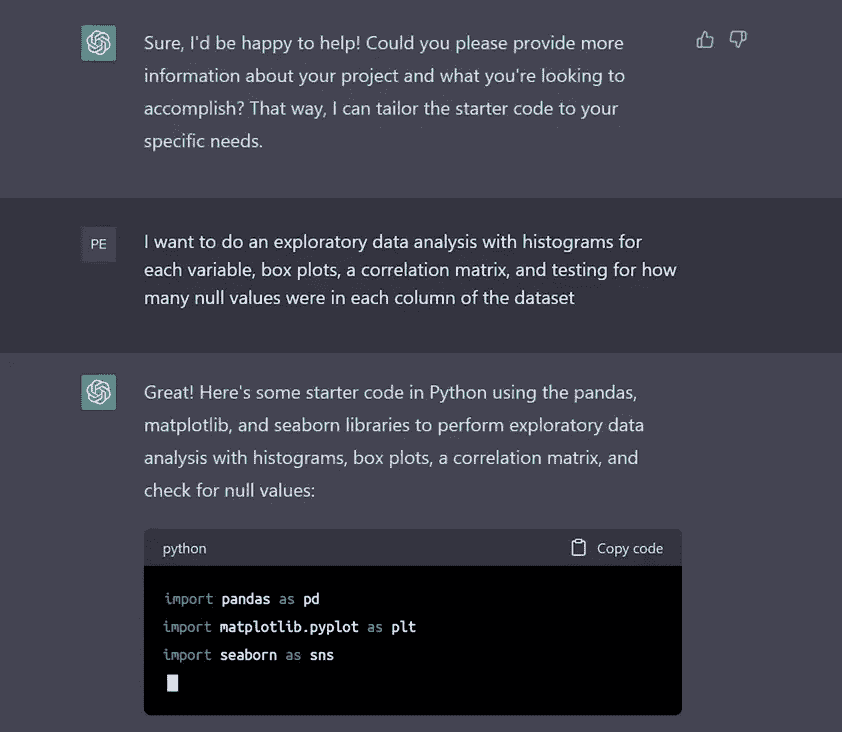 Sure, I'd be happy to help! Could you please provide more
information about your project and what you're looking to
accomplish? That way, I can tailor the starter code to your
specific needs.
PE
I want to do an exploratory data analysis with histograms for
each variable, box plots, a correlation matrix, and testing for how
many null values were in each column of the dataset
Great! Here's some starter code in Python using the pandas,
matplotlib, and seaborn libraries to perform exploratory data
analysis with histograms, box plots, a correlation matrix, and
check for null values:
python
Copy code
import pandas as pd
import matplotlib.pyplot as plt
import seaborn as sns